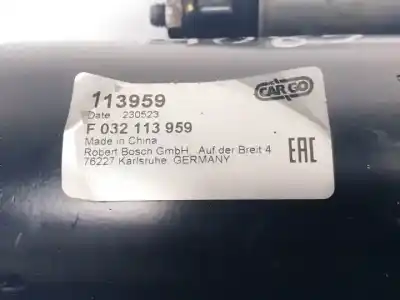 113959
CARGO
Date 230523
F 032 113 959
Made in China
Robert Bosch GmbH, Auf der Breit 4
76227 Karlsruhe, GERMANY
EAC